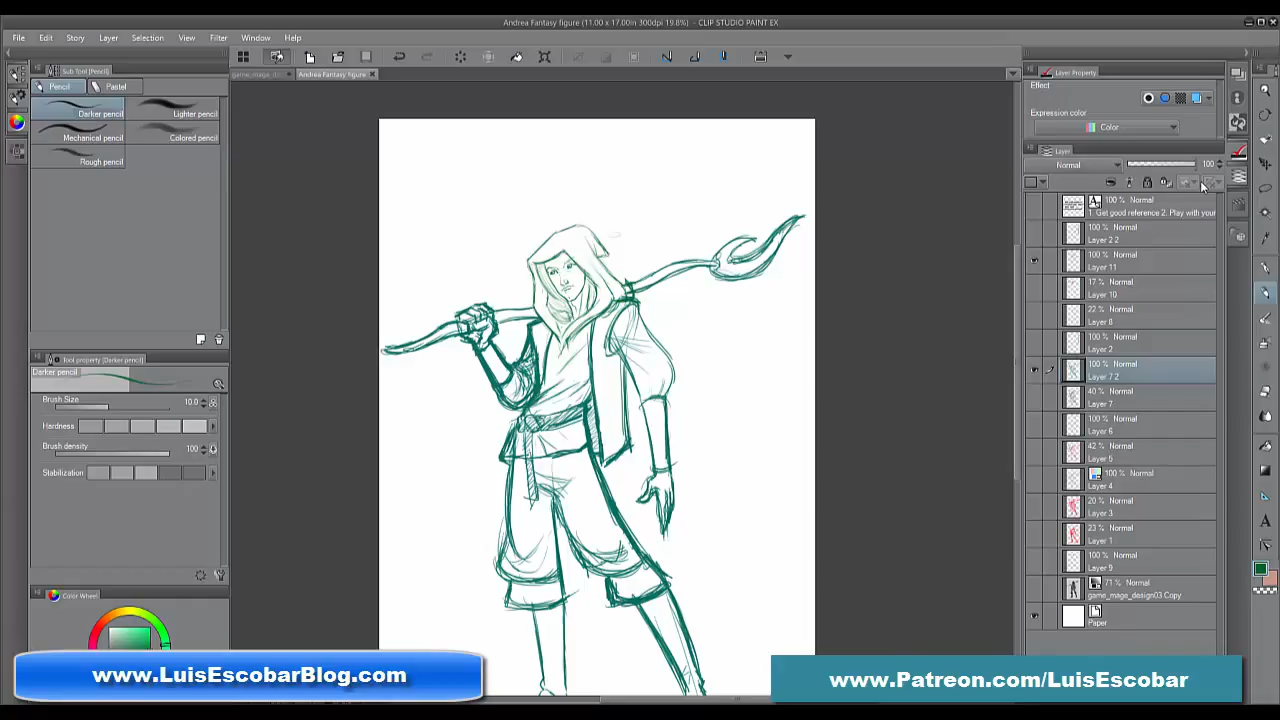 Andrea Fantasy figure (11.00 x 17.00in 300dpi 19.8%) - CLIP STUDIO PAINT EX
File Edit Story Layer Selection View Filter Window Help
Sub Tool [Pencil]
game_mage_de
Andrea Fantasy figure
Layer Property
Pencil Pastel
Effect
Darker pencil Lighter pencil
Expression color
Color
Mechanical pencil Colored pencil
Layer
Rough pencil
Normal 100
100 % Normal
1. Get good reference 2. Play with your
100 % Normal
Layer 2 2
100 % Normal
Layer 11
17 % Normal
Layer 10
22 % Normal
Layer 8
100 % Normal
Layer 2
100 % Normal
Layer 7 2
40 % Normal
Layer 7
100 % Normal
Layer 6
42 % Normal
Layer 5
100 % Normal
Layer 4
20 % Normal
Layer 3
23 % Normal
Layer 1
100 % Normal
Layer 9
71 % Normal
game_mage_design03 Copy
Paper
Tool property [Darker pencil]
Darker pencil
Brush Size 10.0
Hardness
Brush density 100
Stabilization
Color Wheel
www.LuisEscobarBlog.com
www.Patreon.com/LuisEscobar